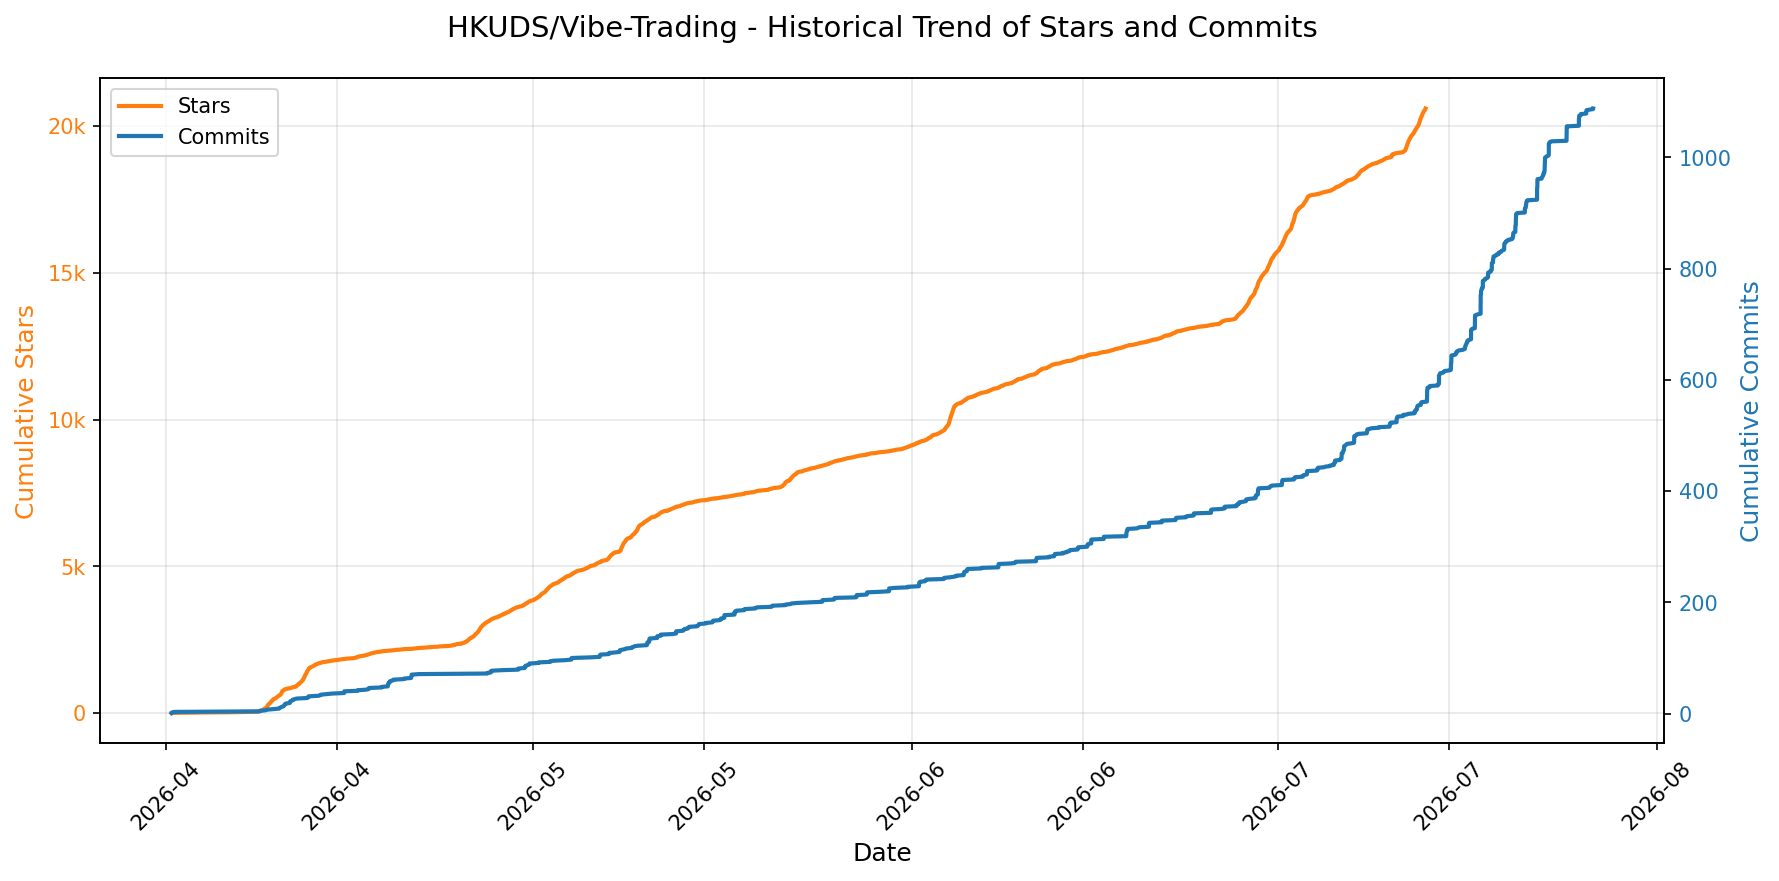 HKUDS/Vibe-Trading - Historical Trend of Stars and Commits
Stars
Commits
20k
15k
10k
5k
0
Cumulative Stars
1000
800
600
400
200
0
Cumulative Commits
2026-04
2026-04
2026-05
2026-05
2026-06
2026-06
2026-07
2026-07
2026-08
Date